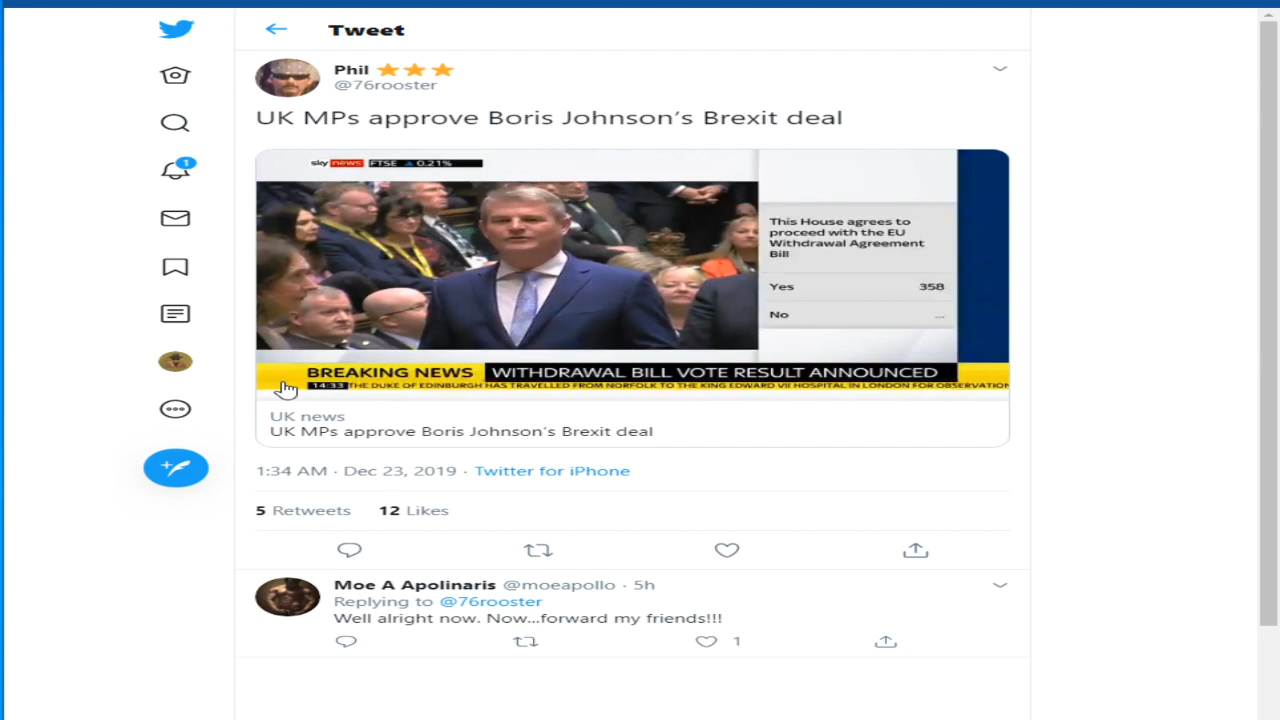 Tweet
1
Phil
@76rooster
UK MPs approve Boris Johnson's Brexit deal
sky news FTSE 0.21%
This House agrees to
proceed with the EU
Withdrawal Agreement
Bill
Yes 358
No ...
BREAKING NEWS WITHDRAWAL BILL VOTE RESULT ANNOUNCED
14:33 THE DUKE OF EDINBURGH HAS TRAVELLED FROM NORFOLK TO THE KING EDWARD VII HOSPITAL IN LONDON FOR OBSERVATION
UK news
UK MPs approve Boris Johnson's Brexit deal
1:34 AM · Dec 23, 2019 · Twitter for iPhone
5 Retweets 12 Likes
Moe A Apolinaris @moeapollo · 5h
Replying to @76rooster
Well alright now. Now...forward my friends!!!
1